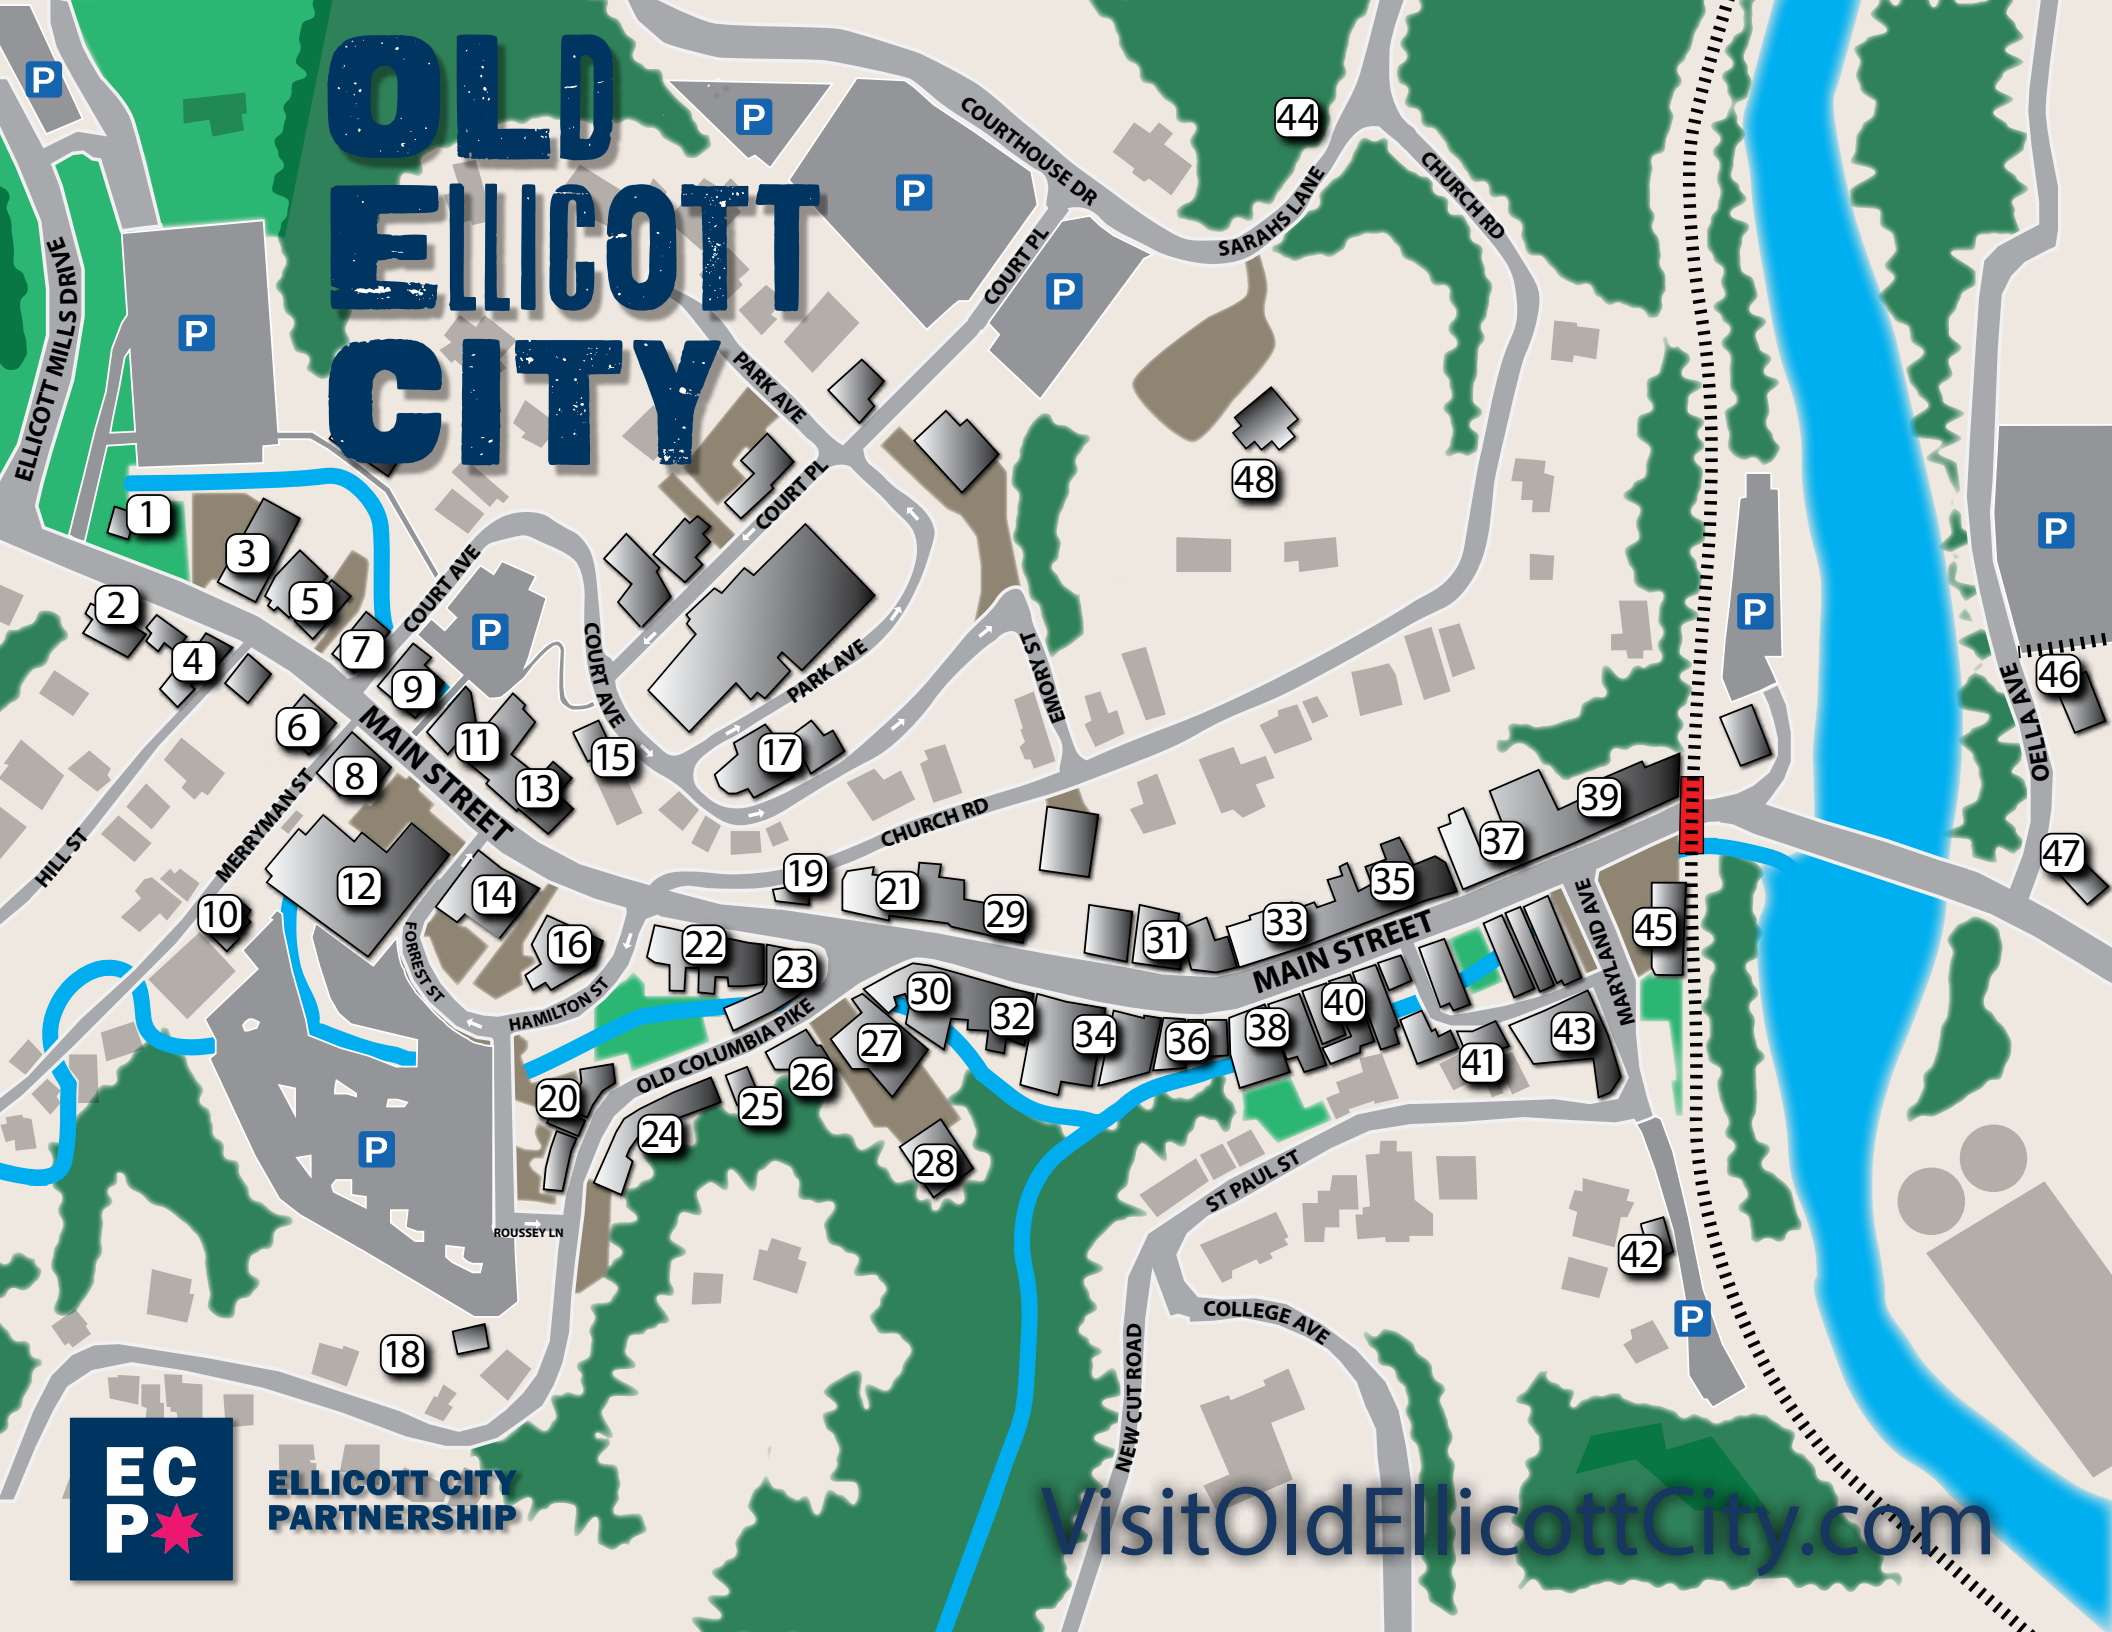 OLD
ELLICOTT
CITY
P
P
P
P
P
P
P
P
P
P
P
COURTHOUSE DR
SARAHS LANE
CHURCH RD
COURT PL
ELLICOTT MILLS DRIVE
PARK AVE
COURT PL
COURT AVE
COURT AVE
PARK AVE
EMORY ST
MAIN STREET
MERRYMAN ST
HILL ST
CHURCH RD
OELLA AVE
FORREST ST
HAMILTON ST
OLD COLUMBIA PIKE
MAIN STREET
MARYLAND AVE
ROUSSEY LN
ST PAUL ST
COLLEGE AVE
NEW CUT ROAD
1
2
3
4
5
6
7
8
9
10
11
12
13
14
15
16
17
18
19
20
21
22
23
24
25
26
27
28
29
30
31
32
33
34
35
36
37
38
39
40
41
42
43
44
45
46
47
48
EC
P
ELLICOTT CITY
PARTNERSHIP
VisitOldEllicottCity.com